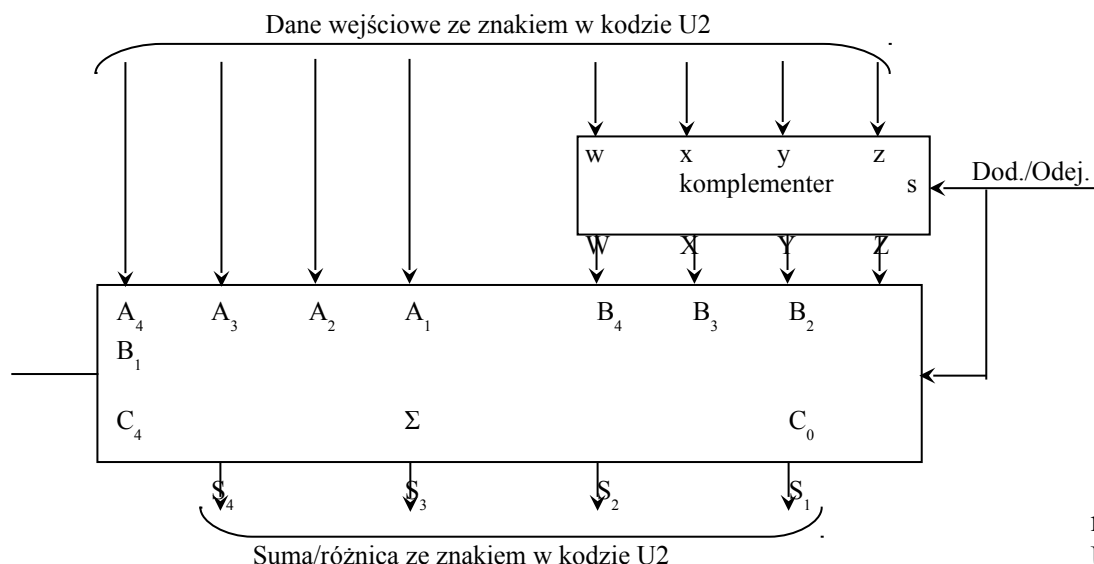 Dane wejściowe ze znakiem w kodzie U2
w x y z
komplementer s
Dod./Odej.
W X Y Z
A₄ A₃ A₂ A₁ B₄ B₃ B₂
B₁
C₄ Σ C₀
S₄ S₃ S₂ S₁
Suma/różnica ze znakiem w kodzie U2